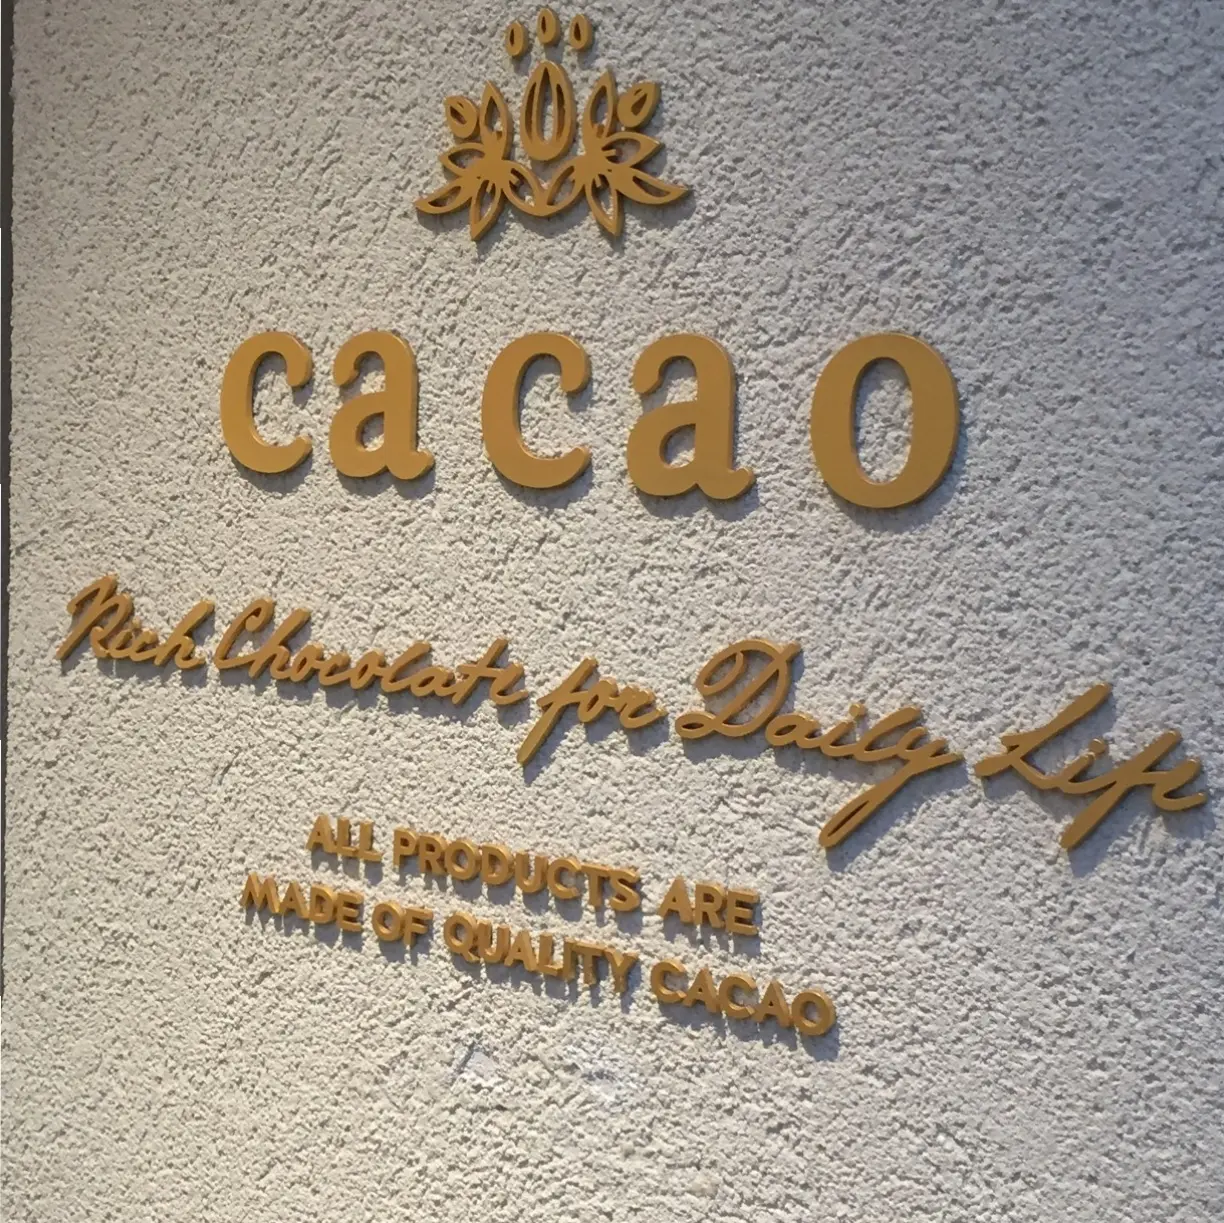 cacao
Rich Chocolate for Daily Life
ALL PRODUCTS ARE
MADE OF QUALITY CACAO